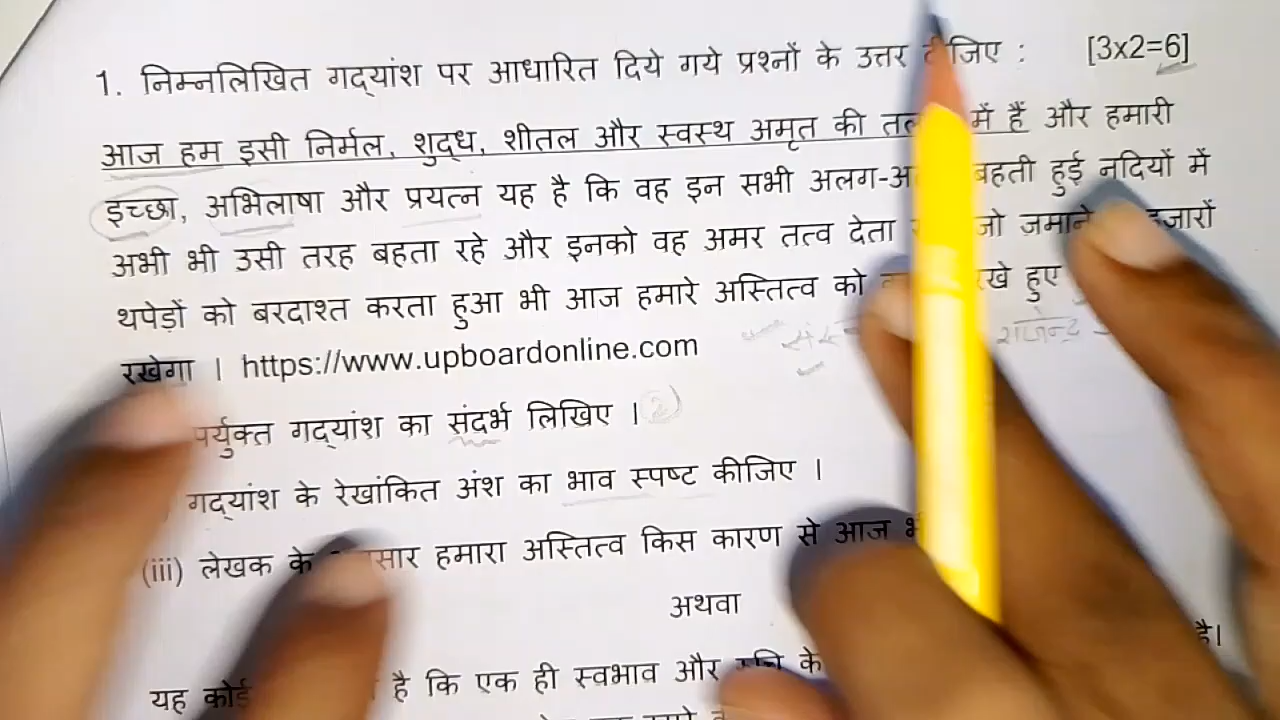 1. निम्नलिखित गद्यांश पर आधारित दिये गये प्रश्नों के उत्तर : [3x2=6]
आज हम इसी निर्मल, शुद्ध, शीतल और स्वस्थ अमृत की में हैं और हमारी
इच्छा, अभिलाषा और प्रयत्न यह है कि वह इन सभी अलग- बहती हुई नदियों में
अभी भी उसी तरह बहता रहे और इनको वह अमर तत्व देता जो
थपेड़ों को बरदाश्त करता हुआ भी आज हमारे अस्तित्व को हुए
रखेगा । https://www.upboardonline.com
गद्यांश का संदर्भ लिखिए । 2
गद्यांश के रेखांकित अंश का भाव स्पष्ट कीजिए ।
(iii) लेखक के हमारा अस्तित्व किस कारण से आज
अथवा
है।
यह है कि एक ही स्वभाव और के